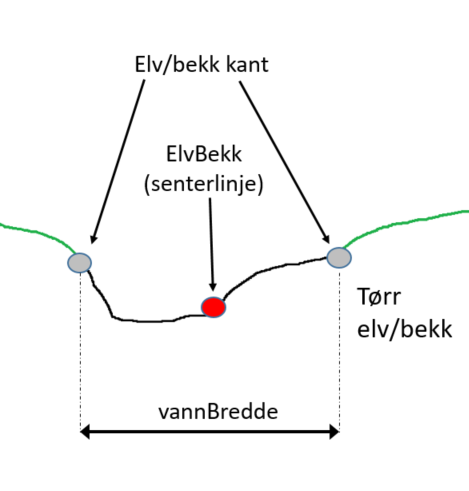 Elv/bekk kant
ElvBekk
(senterlinje)
Tørr
elv/bekk
vannBredde